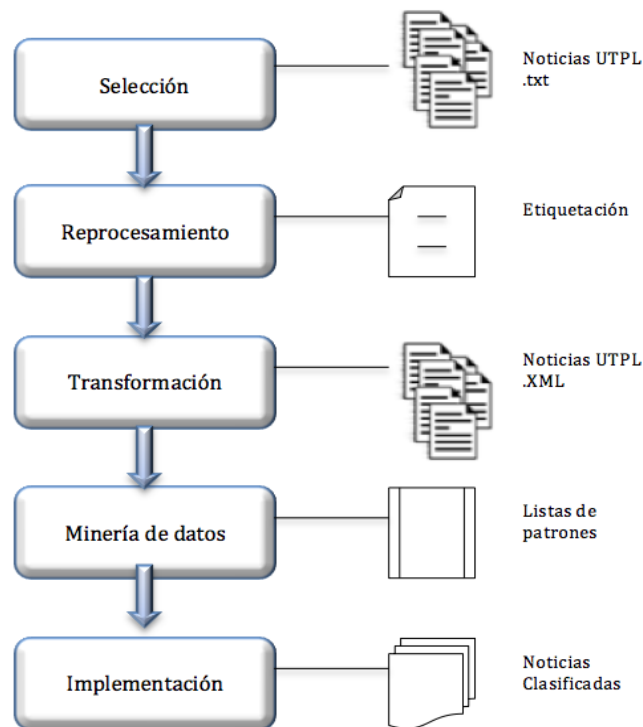 Selección
Noticias UTPL
.txt
Reprocesamiento
Etiquetación
Transformación
Noticias UTPL
.XML
Minería de datos
Listas de
patrones
Implementación
Noticias
Clasificadas